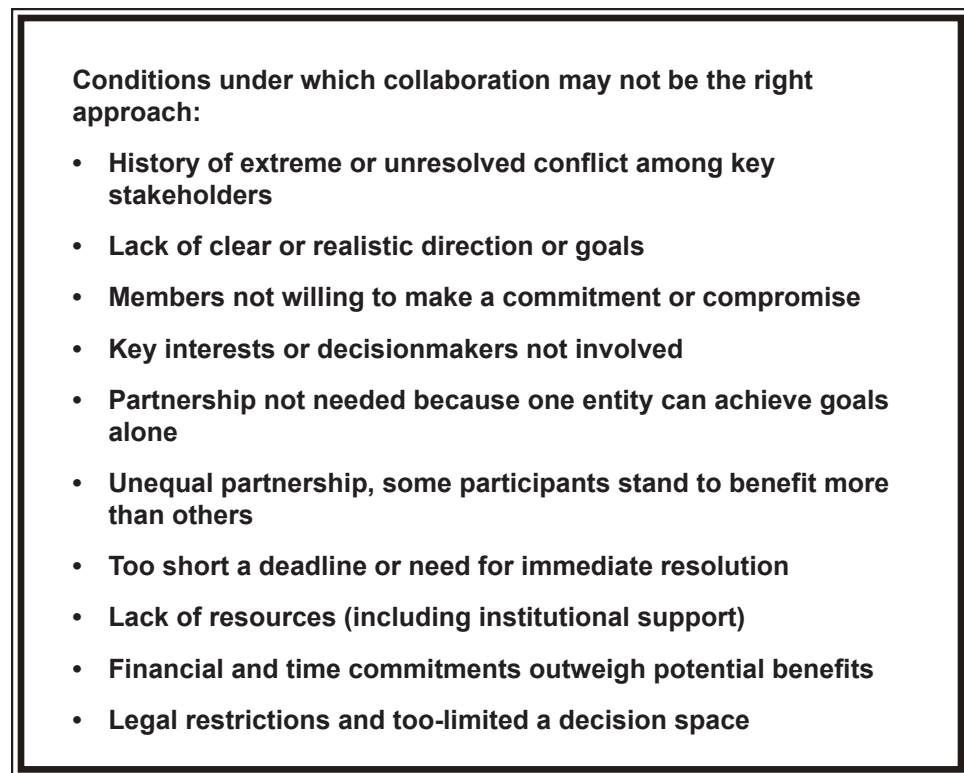 Conditions under which collaboration may not be the right
approach:
• History of extreme or unresolved conflict among key
stakeholders
• Lack of clear or realistic direction or goals
• Members not willing to make a commitment or compromise
• Key interests or decisionmakers not involved
• Partnership not needed because one entity can achieve goals
alone
• Unequal partnership, some participants stand to benefit more
than others
• Too short a deadline or need for immediate resolution
• Lack of resources (including institutional support)
• Financial and time commitments outweigh potential benefits
• Legal restrictions and too-limited a decision space